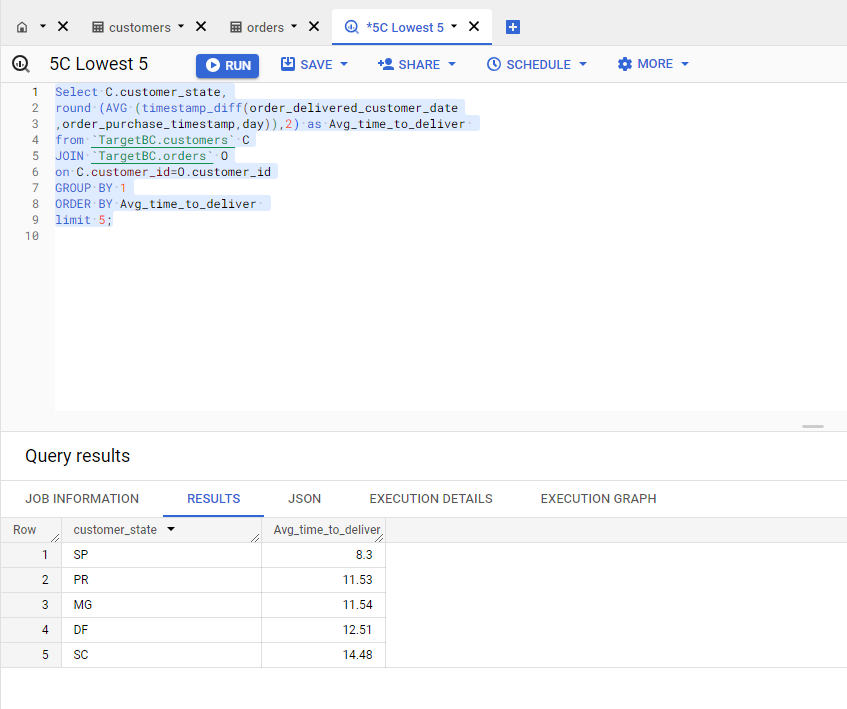 customers orders *5C Lowest 5
5C Lowest 5 RUN SAVE SHARE SCHEDULE MORE
1 Select C.customer_state,
2 round (AVG (timestamp_diff(order_delivered_customer_date
3 ,order_purchase_timestamp,day)),2) as Avg_time_to_deliver
4 from `TargetBC.customers` C
5 JOIN `TargetBC.orders` O
6 on C.customer_id=O.customer_id
7 GROUP BY 1
8 ORDER BY Avg_time_to_deliver
9 limit 5;
10
Query results
JOB INFORMATION RESULTS JSON EXECUTION DETAILS EXECUTION GRAPH
Row customer_state Avg_time_to_deliver
1 SP 8.3
2 PR 11.53
3 MG 11.54
4 DF 12.51
5 SC 14.48